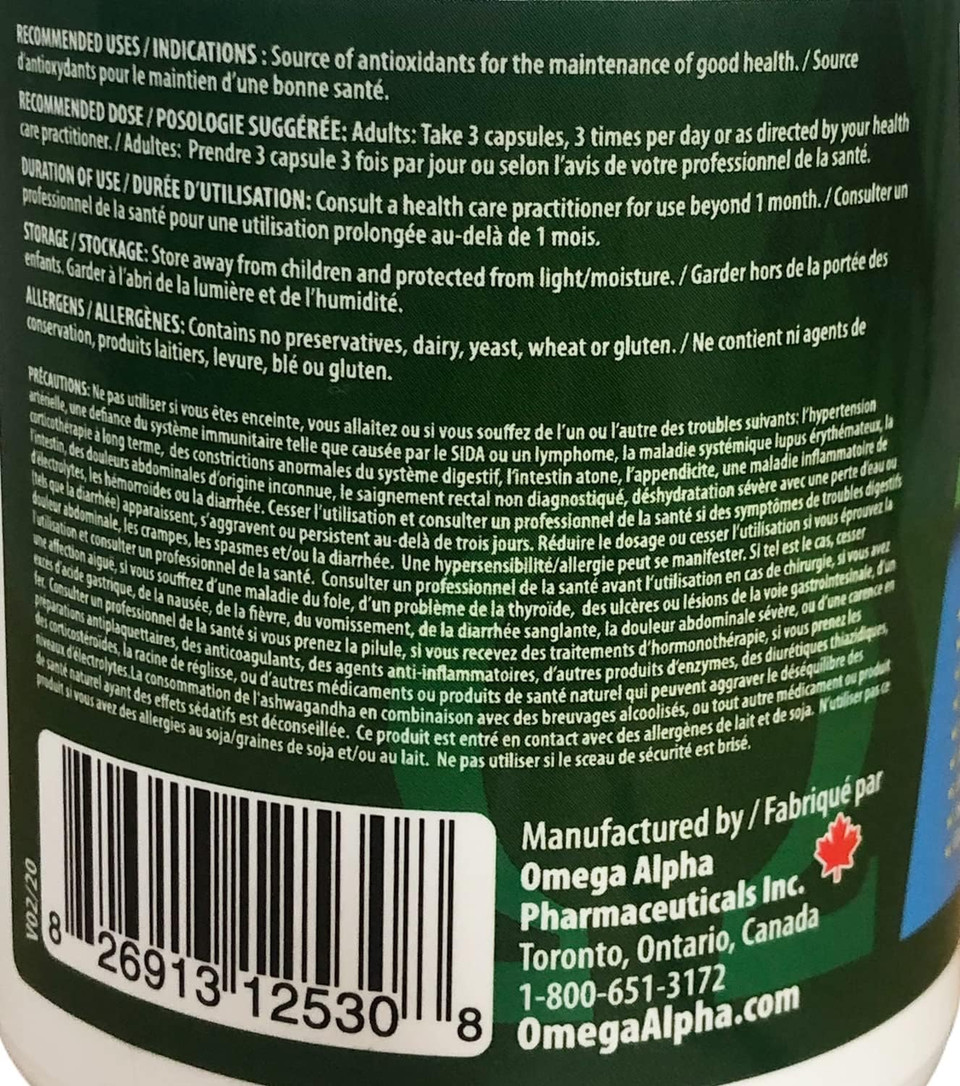 RECOMMENDED USES / INDICATIONS : Source of antioxidants for the maintenance of good health. / Source
d'antioxydants pour le maintien d'une bonne santé.
RECOMMENDED DOSE / POSOLOGIE SUGGÉRÉE: Adults: Take 3 capsules, 3 times per day or as directed by your health
care practitioner. / Adultes: Prendre 3 capsule 3 fois par jour ou selon l'avis de votre professionnel de la santé.
DURATION OF USE / DURÉE D'UTILISATION: Consult a health care practitioner for use beyond 1 month. / Consulter un
professionnel de la santé pour une utilisation prolongée au-delà de 1 mois.
STORAGE / STOCKAGE: Store away from children and protected from light/moisture. / Garder hors de la portée des
enfants. Garder à l'abri de la lumière et de l'humidité.
ALLERGENS / ALLERGÈNES: Contains no preservatives, dairy, yeast, wheat or gluten. / Ne contient ni agents de
conservation, produits laitiers, levure, blé ou gluten.
PRÉCAUTIONS: Ne pas utiliser si vous êtes enceinte, vous allaitez ou si vous souffez de l'un ou l'autre des troubles suivants: l'hypertension
artérielle, une défiance du système immunitaire telle que causée par le SIDA ou un lymphome, la maladie systémique lupus érythémateux, la
corticothérapie à long terme, des constrictions anormales du système digestif, l'intestin atone, l'appendicite, une maladie inflammatoire de
l'intestin, des douleurs abdominales d'origine inconnue, le saignement rectal non diagnostiqué, déshydratation sévère avec une perte d'eau ou
d'électrolytes, les hémorroïdes ou la diarrhée. Cesser l'utilisation et consulter un professionnel de la santé si des symptômes de troubles digestifs
(tels que la diarrhée) apparaissent, s'aggravent ou persistent au-delà de trois jours. Réduire le dosage ou cesser l'utilisation si vous éprouvez la
douleur abdominale, les crampes, les spasmes et/ou la diarrhée. Une hypersensibilité/allergie peut se manifester. Si tel est le cas, cesser
l'utilisation et consulter un professionnel de la santé. Consulter un professionnel de la santé avant l'utilisation en cas de chirurgie, si vous avez
une affection aiguë, si vous souffrez d'une maladie du foie, d'un problème de la thyroïde, des ulcères ou lésions de la voie gastrointestinale, d'un
excès d'acide gastrique, de la nausée, de la fièvre, du vomissement, de la diarrhée sanglante, la douleur abdominale sévère, ou d'une carence en
fer. Consulter un professionnel de la santé si vous prenez la pilule, si vous recevez des traitements d'hormonothérapie, si vous prenez les
préparations antiplaquettaires, des anticoagulants, des agents anti-inflammatoires, d'autres produits d'enzymes, des diurétiques thiazidiques,
des corticostéroïdes, la racine de réglisse, ou d'autres médicaments ou produits de santé naturel qui peuvent aggraver le déséquilibre des
niveaux d'électrolytes.La consommation de l'ashwagandha en combinaison avec des breuvages alcoolisés, ou tout autre médicament ou produit
de santé naturel ayant des effets sédatifs est déconseillée. Ce produit est entré en contact avec des allergènes de lait et de soja. N'utiliser pas ce
produit si vous avez des allergies au soja/graines de soja et/ou au lait. Ne pas utiliser si le sceau de sécurité est brisé.
V02/20
8 26913 12530 8
Manufactured by / Fabriqué par
Omega Alpha
Pharmaceuticals Inc.
Toronto, Ontario, Canada
1-800-651-3172
OmegaAlpha.com